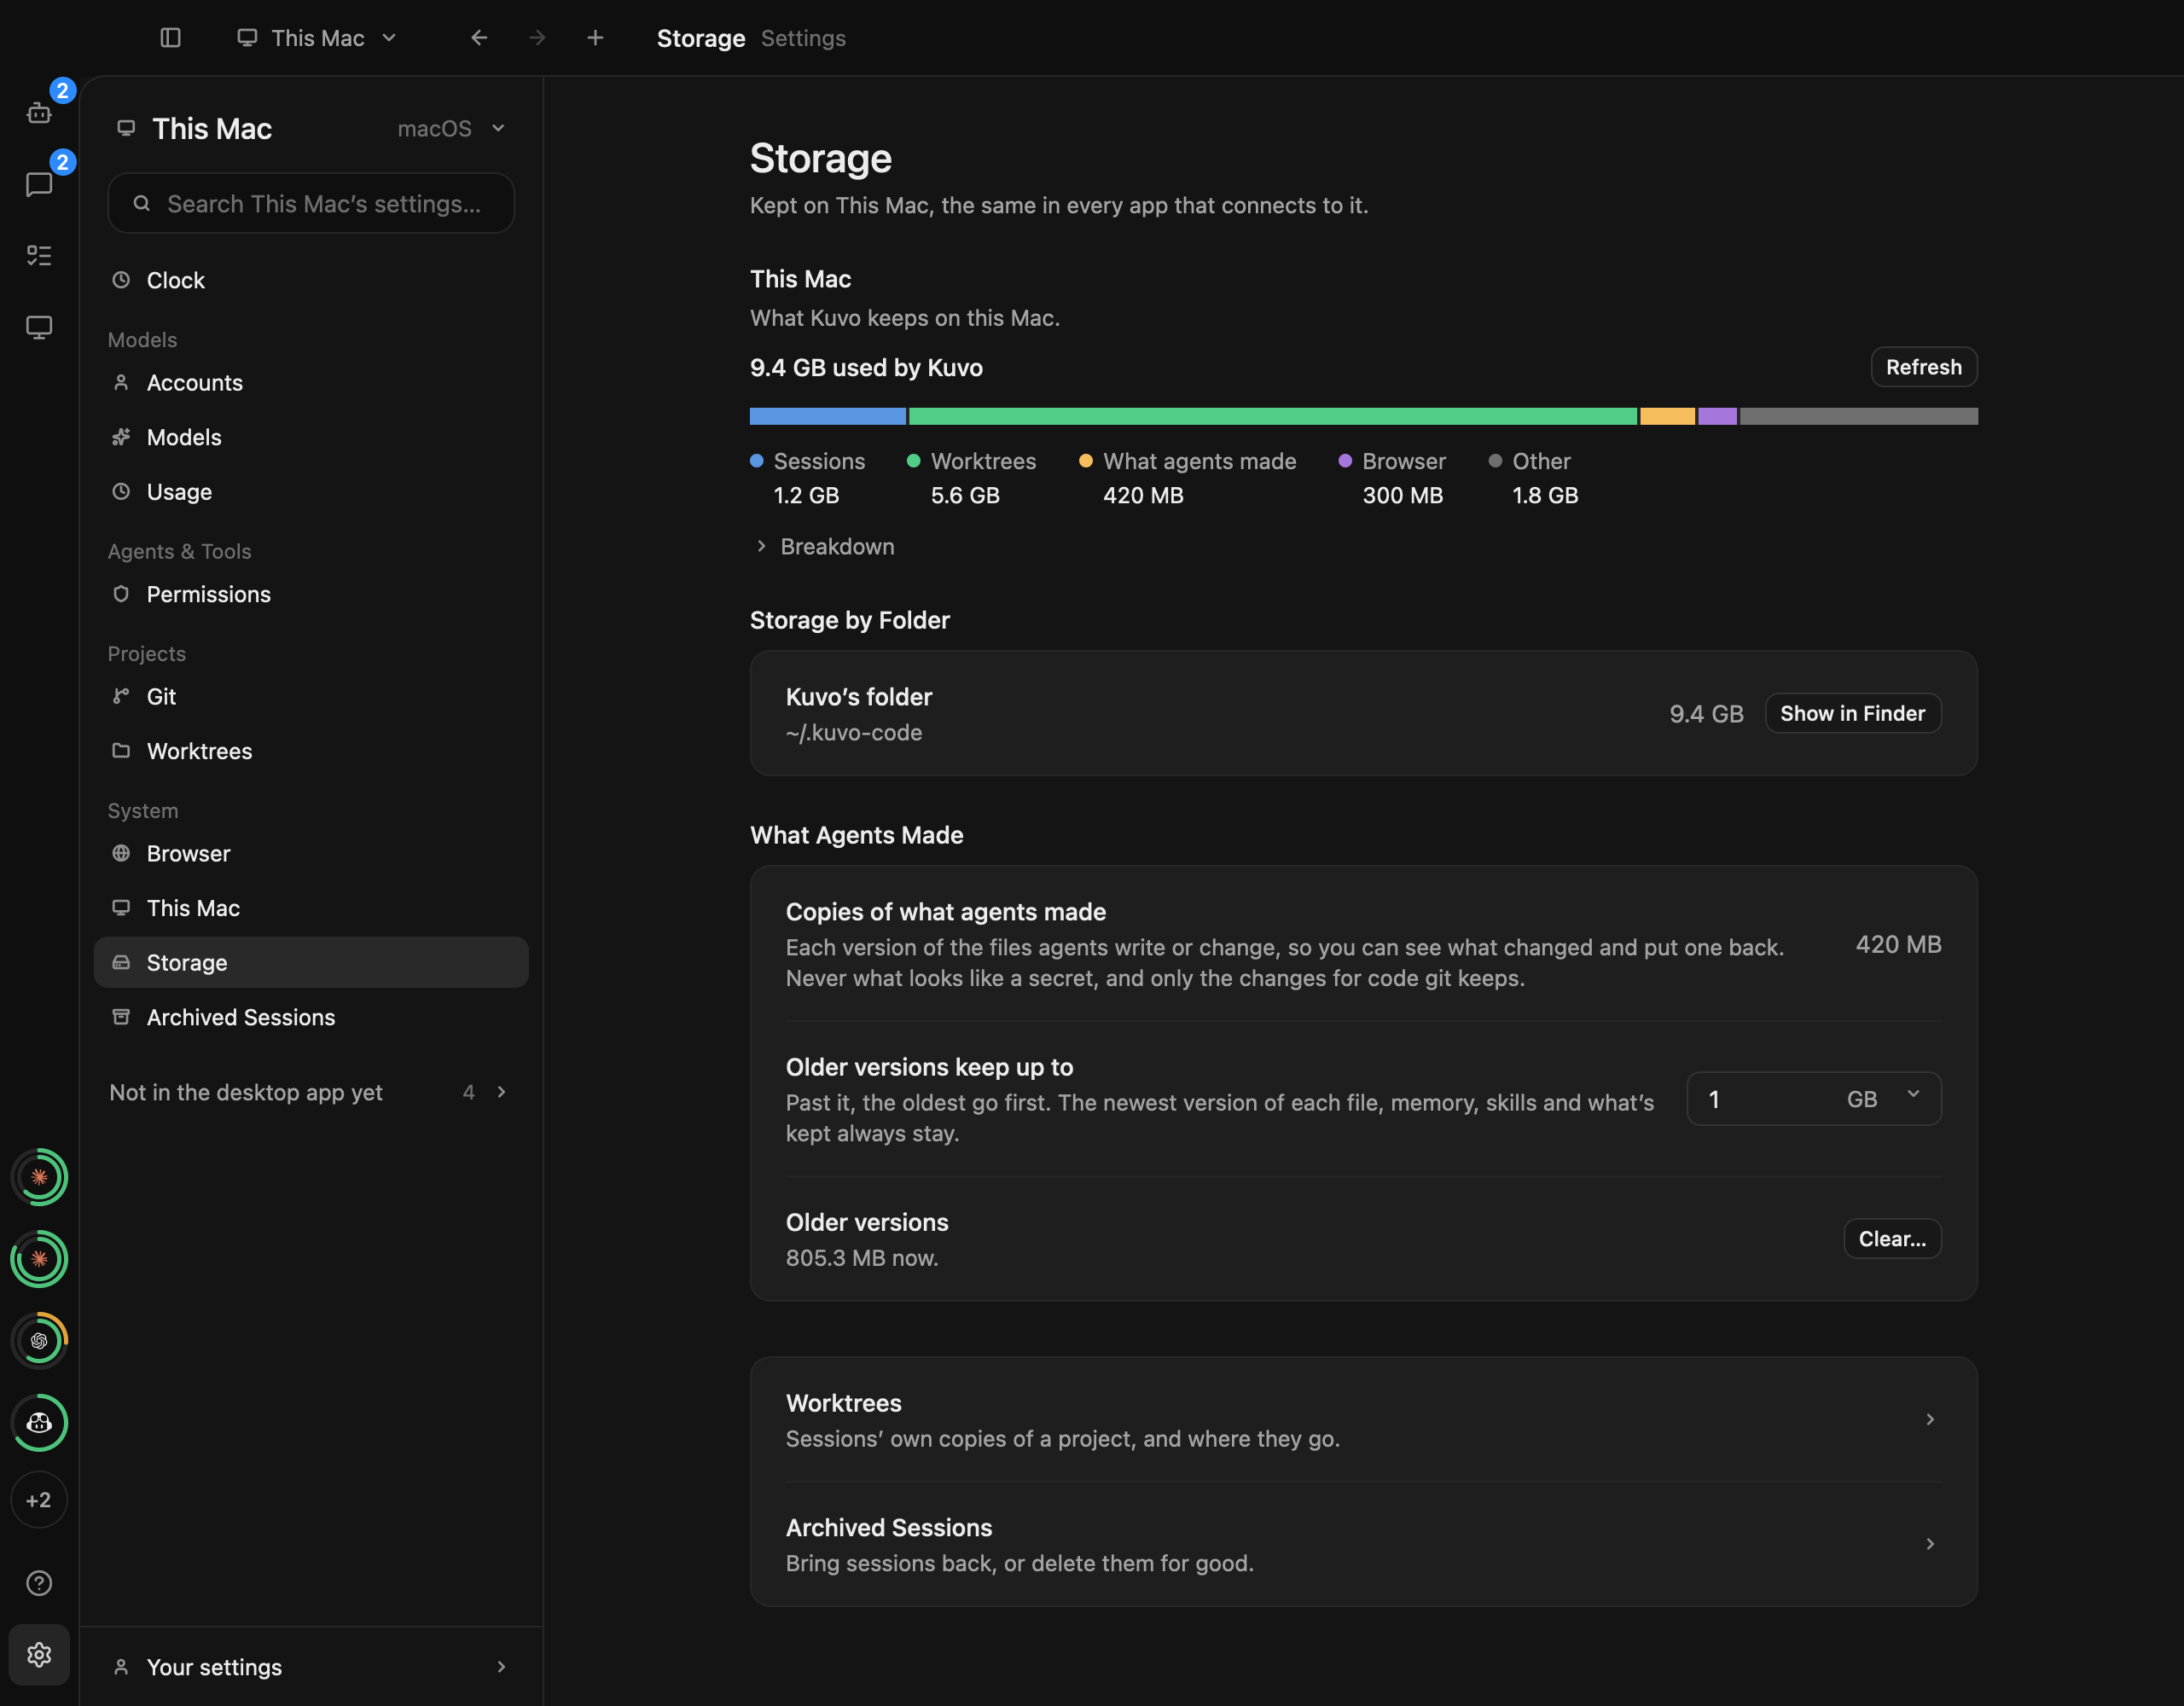 This Mac
Storage Settings
2
2
This Mac macOS
Search This Mac’s settings...
Clock
Models
Accounts
Models
Usage
Agents & Tools
Permissions
Projects
Git
Worktrees
System
Browser
This Mac
Storage
Archived Sessions
Not in the desktop app yet 4
+2
Your settings
Storage
Kept on This Mac, the same in every app that connects to it.
This Mac
What Kuvo keeps on this Mac.
9.4 GB used by Kuvo
Refresh
Sessions Worktrees What agents made Browser Other
1.2 GB 5.6 GB 420 MB 300 MB 1.8 GB
Breakdown
Storage by Folder
Kuvo’s folder
~/.kuvo-code
9.4 GB Show in Finder
What Agents Made
Copies of what agents made
Each version of the files agents write or change, so you can see what changed and put one back.
Never what looks like a secret, and only the changes for code git keeps.
420 MB
Older versions keep up to
Past it, the oldest go first. The newest version of each file, memory, skills and what’s
kept always stay.
1 GB
Older versions
805.3 MB now.
Clear...
Worktrees
Sessions’ own copies of a project, and where they go.
Archived Sessions
Bring sessions back, or delete them for good.